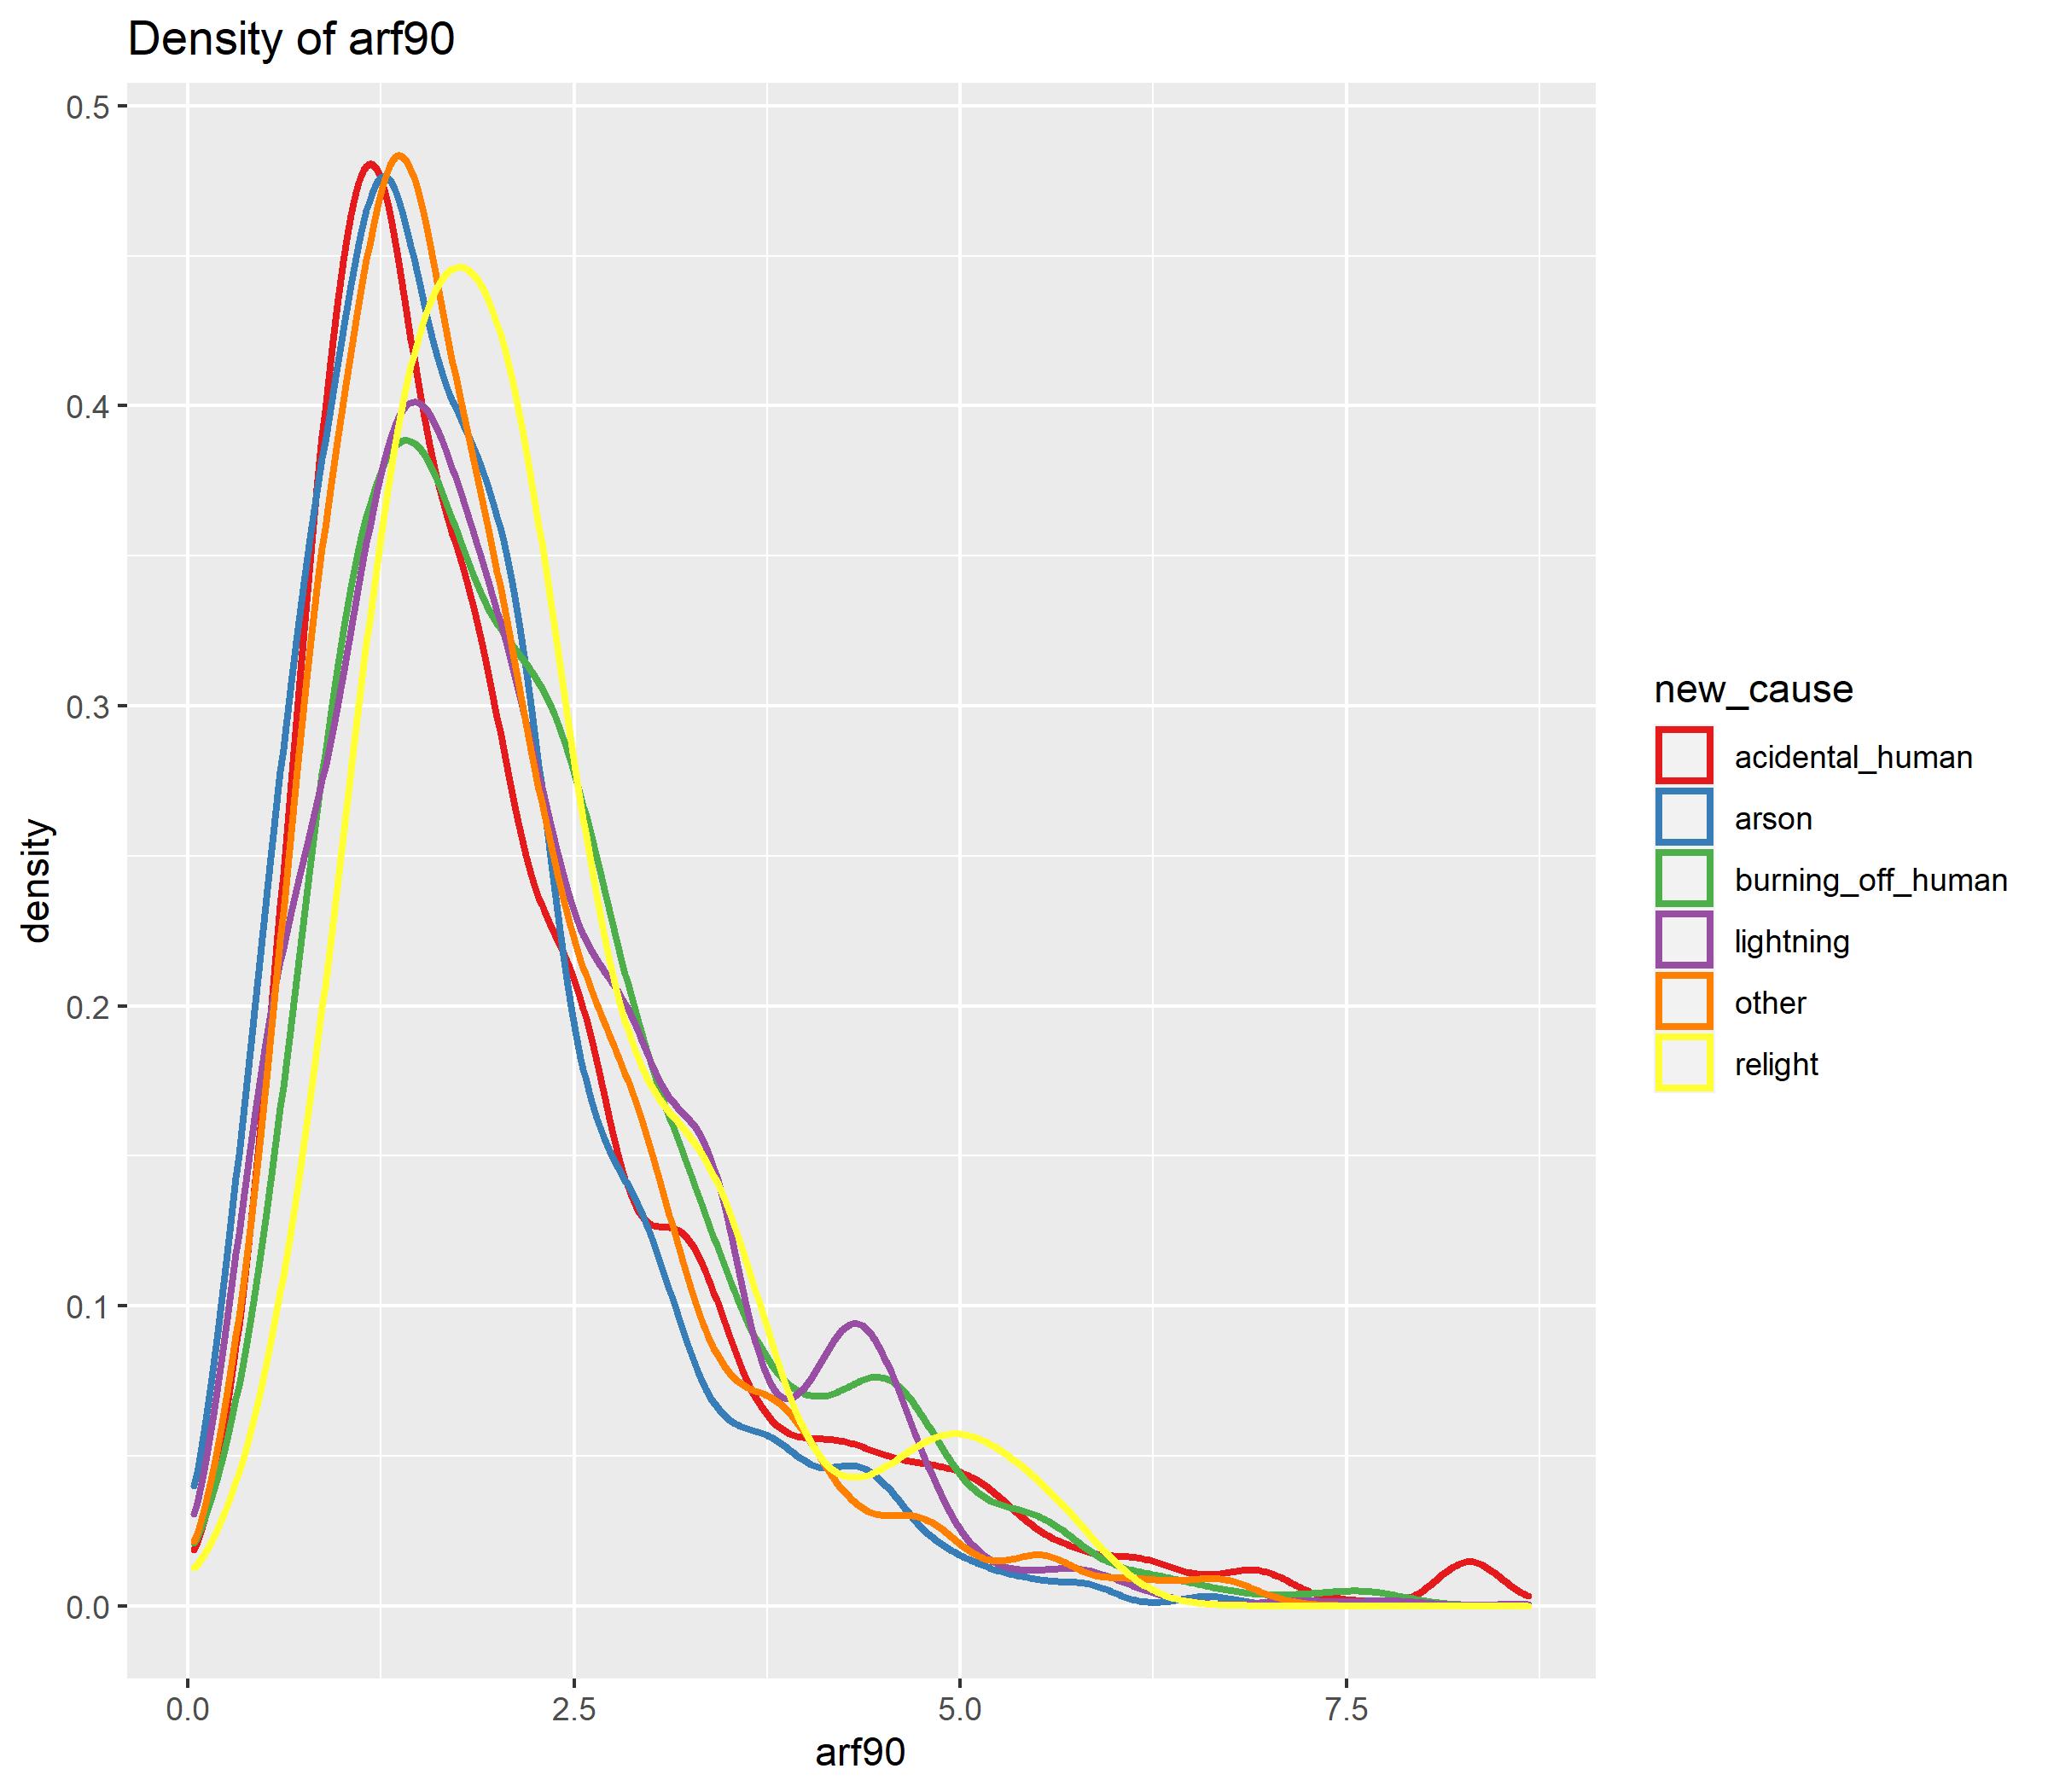 Density of arf90
0.5
0.4
0.3
0.2
0.1
0.0
density
0.0 2.5 5.0 7.5
arf90
new_cause
acidental_human
arson
burning_off_human
lightning
other
relight